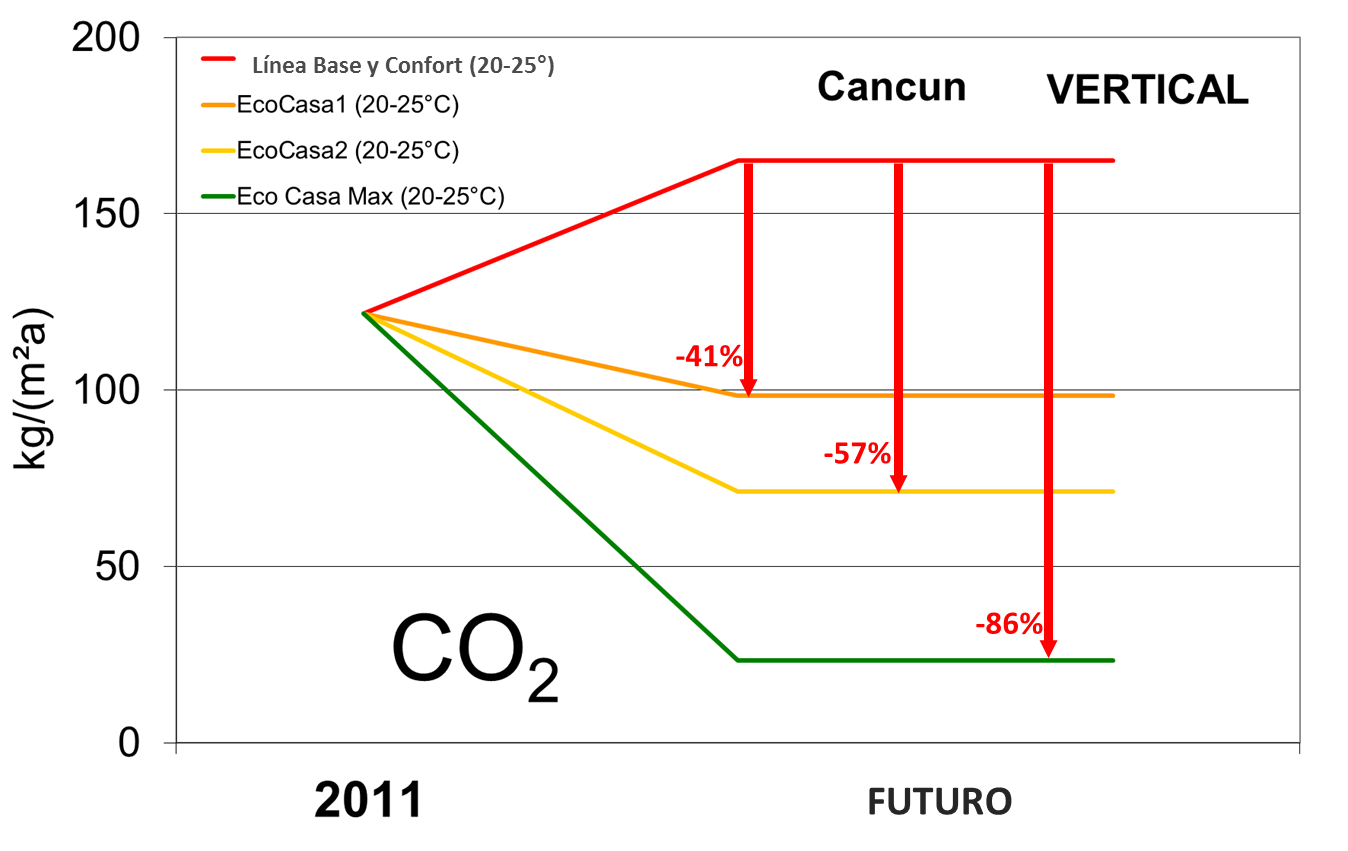 200
Línea Base y Confort (20-25°)
Cancun
VERTICAL
EcoCasa1 (20-25°C)
EcoCasa2 (20-25°C)
Eco Casa Max (20-25°C)
150
kg/(m²a)
-41%
100
-57%
50
-86%
CO₂
0
2011
FUTURO